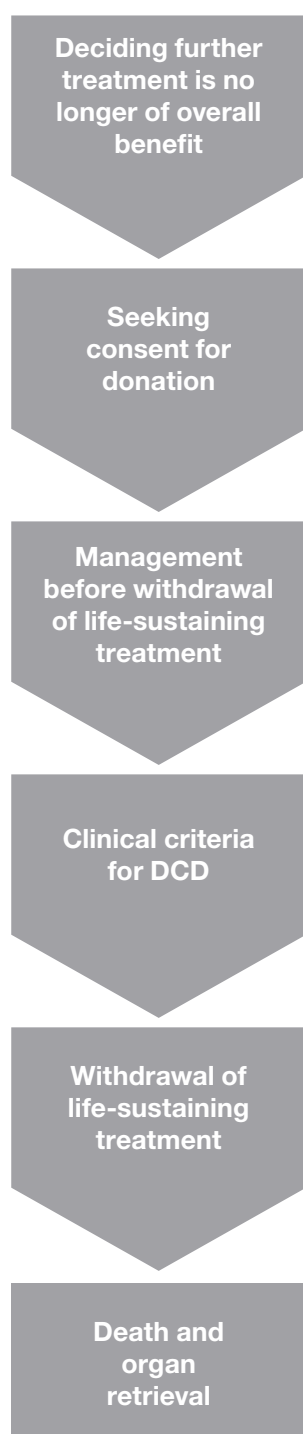 Deciding further
treatment is no
longer of overall
benefit
Seeking
consent for
donation
Management
before withdrawal
of life-sustaining
treatment
Clinical criteria
for DCD
Withdrawal of
life-sustaining
treatment
Death and
organ
retrieval